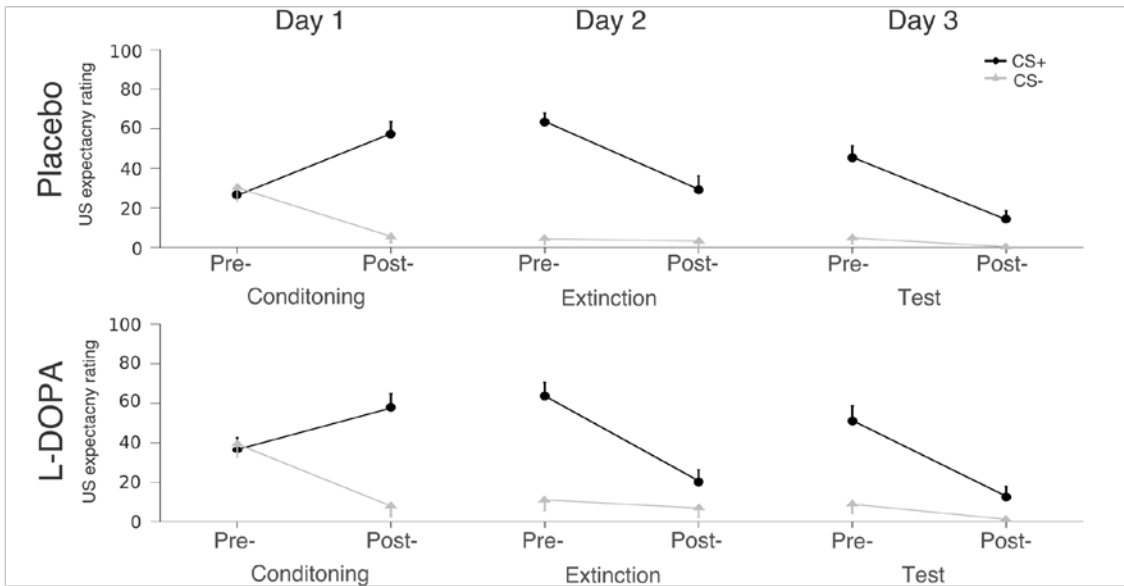 Day 1 Day 2 Day 3
Placebo
US expectacny rating
100
80
60
40
20
0
CS+
CS-
Pre- Post- Pre- Post- Pre- Post-
Conditoning Extinction Test
L-DOPA
US expectacny rating
100
80
60
40
20
0
Pre- Post- Pre- Post- Pre- Post-
Conditoning Extinction Test